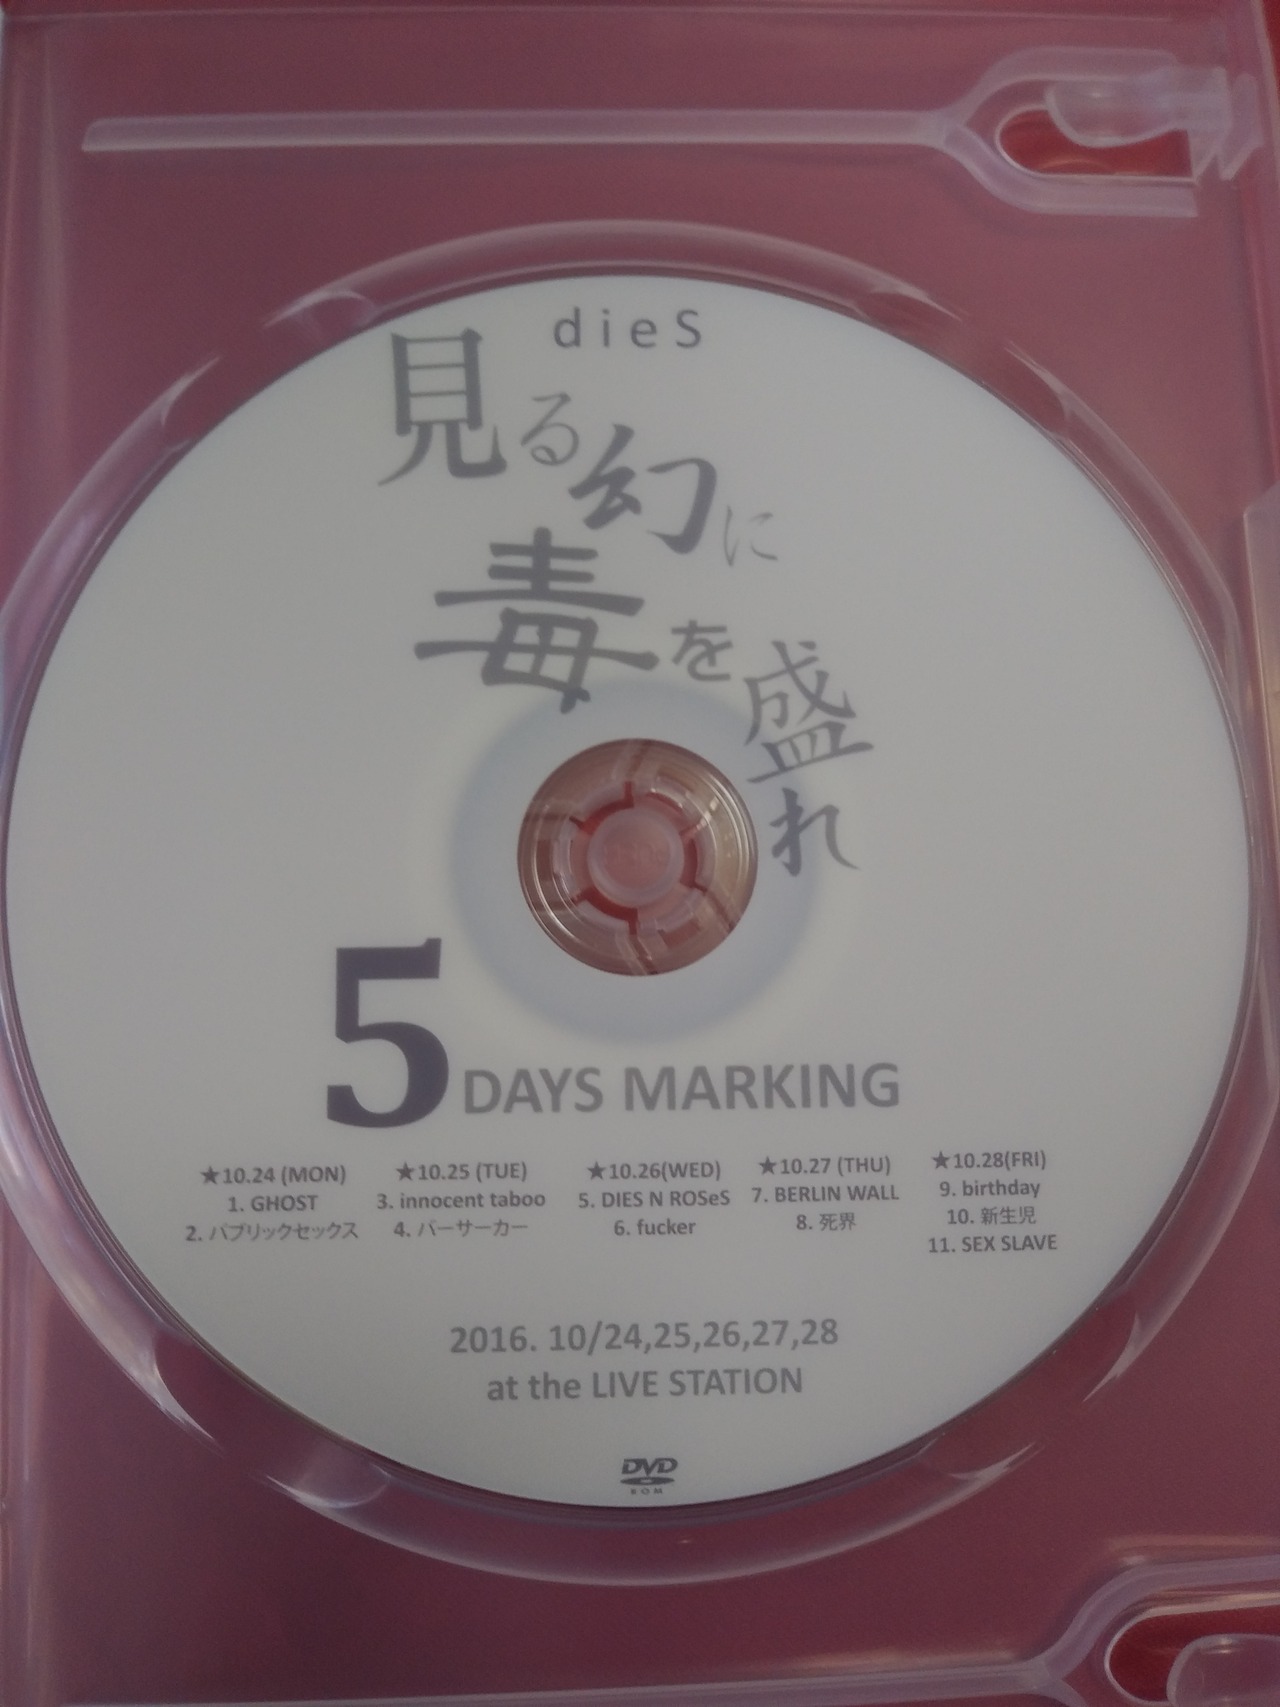 dieS
見る幻に
毒を盛れ
5 DAYS MARKING
★10.24 (MON)
1. GHOST
2. パブリックセックス
★10.25 (TUE)
3. innocent taboo
4. バーサーカー
★10.26(WED)
5. DIES N ROSeS
6. fucker
★10.27 (THU)
7. BERLIN WALL
8. 死界
★10.28(FRI)
9. birthday
10. 新生児
11. SEX SLAVE
2016. 10/24,25,26,27,28
at the LIVE STATION
DVD
ROM